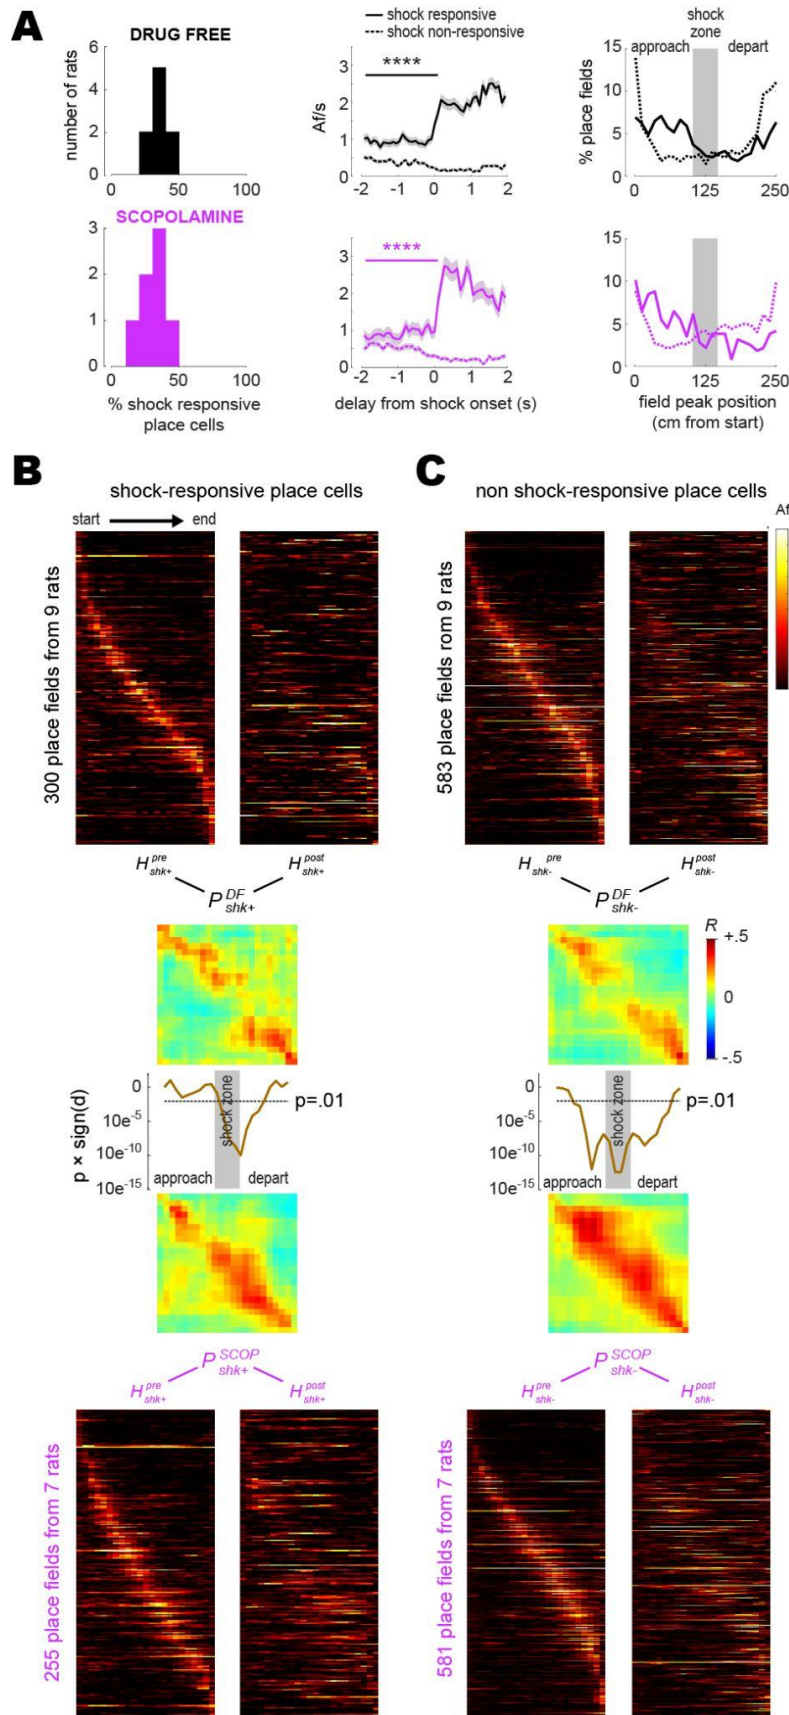 A
DRUG FREE
number of rats
6
4
2
0
0
50
100
shock responsive
shock non-responsive
****
Af/s
3
2
1
0
-2
-1
0
1
2
shock
zone
approach
depart
% place fields
15
10
5
0
0
125
250
SCOPOLAMINE
3
2
1
0
0
50
100
% shock responsive
place cells
****
3
2
1
0
-2
-1
0
1
2
delay from shock onset (s)
15
10
5
0
0
125
250
field peak position
(cm from start)
B
shock-responsive place cells
start
end
300 place fields from 9 rats
H pre shk+
H post shk+
P DF shk+
C
non shock-responsive place cells
Af
583 place fields rom 9 rats
H pre shk-
H post shk-
P DF shk-
R
+.5
0
-.5
p × sign(d)
0
10e-5
10e-10
10e-15
shock zone
p=.01
approach
depart
0
10e-5
10e-10
10e-15
shock zone
p=.01
approach
depart
P SCOP shk+
H pre shk+
H post shk+
255 place fields from 7 rats
P SCOP shk-
H pre shk-
H post shk-
581 place fields from 7 rats